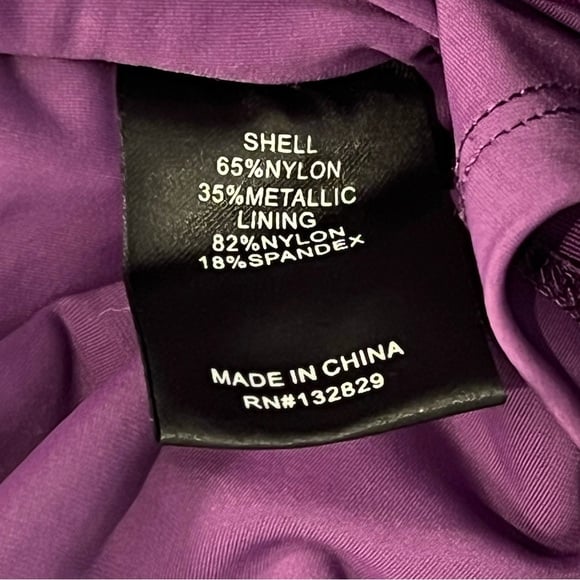 SHELL
65%NYLON
35%METALLIC
LINING
82%NYLON
18%SPANDEX
MADE IN CHINA
RN#132829